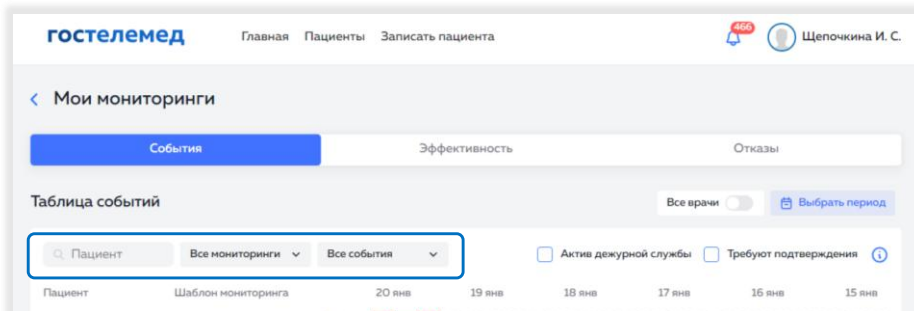 гостелемед Главная Пациенты Записать пациента 466 Щепочкина И. С.
Мои мониторинги
События Эффективность Отказы
Таблица событий Все врачи Выбрать период
Пациент Все мониторинги Все события Актив дежурной службы Требуют подтверждения
Пациент Шаблон мониторинга 20 янв 19 янв 18 янв 17 янв 16 янв 15 янв